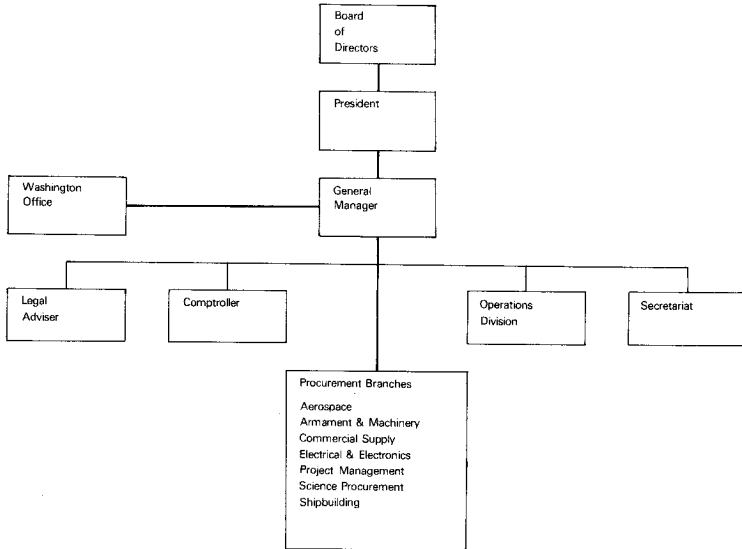 Board
of
Directors
President
General
Manager
Washington
Office
Legal
Adviser
Comptroller
Operations
Division
Secretariat
Procurement Branches
Aerospace
Armament & Machinery
Commercial Supply
Electrical & Electronics
Project Management
Science Procurement
Shipbuilding